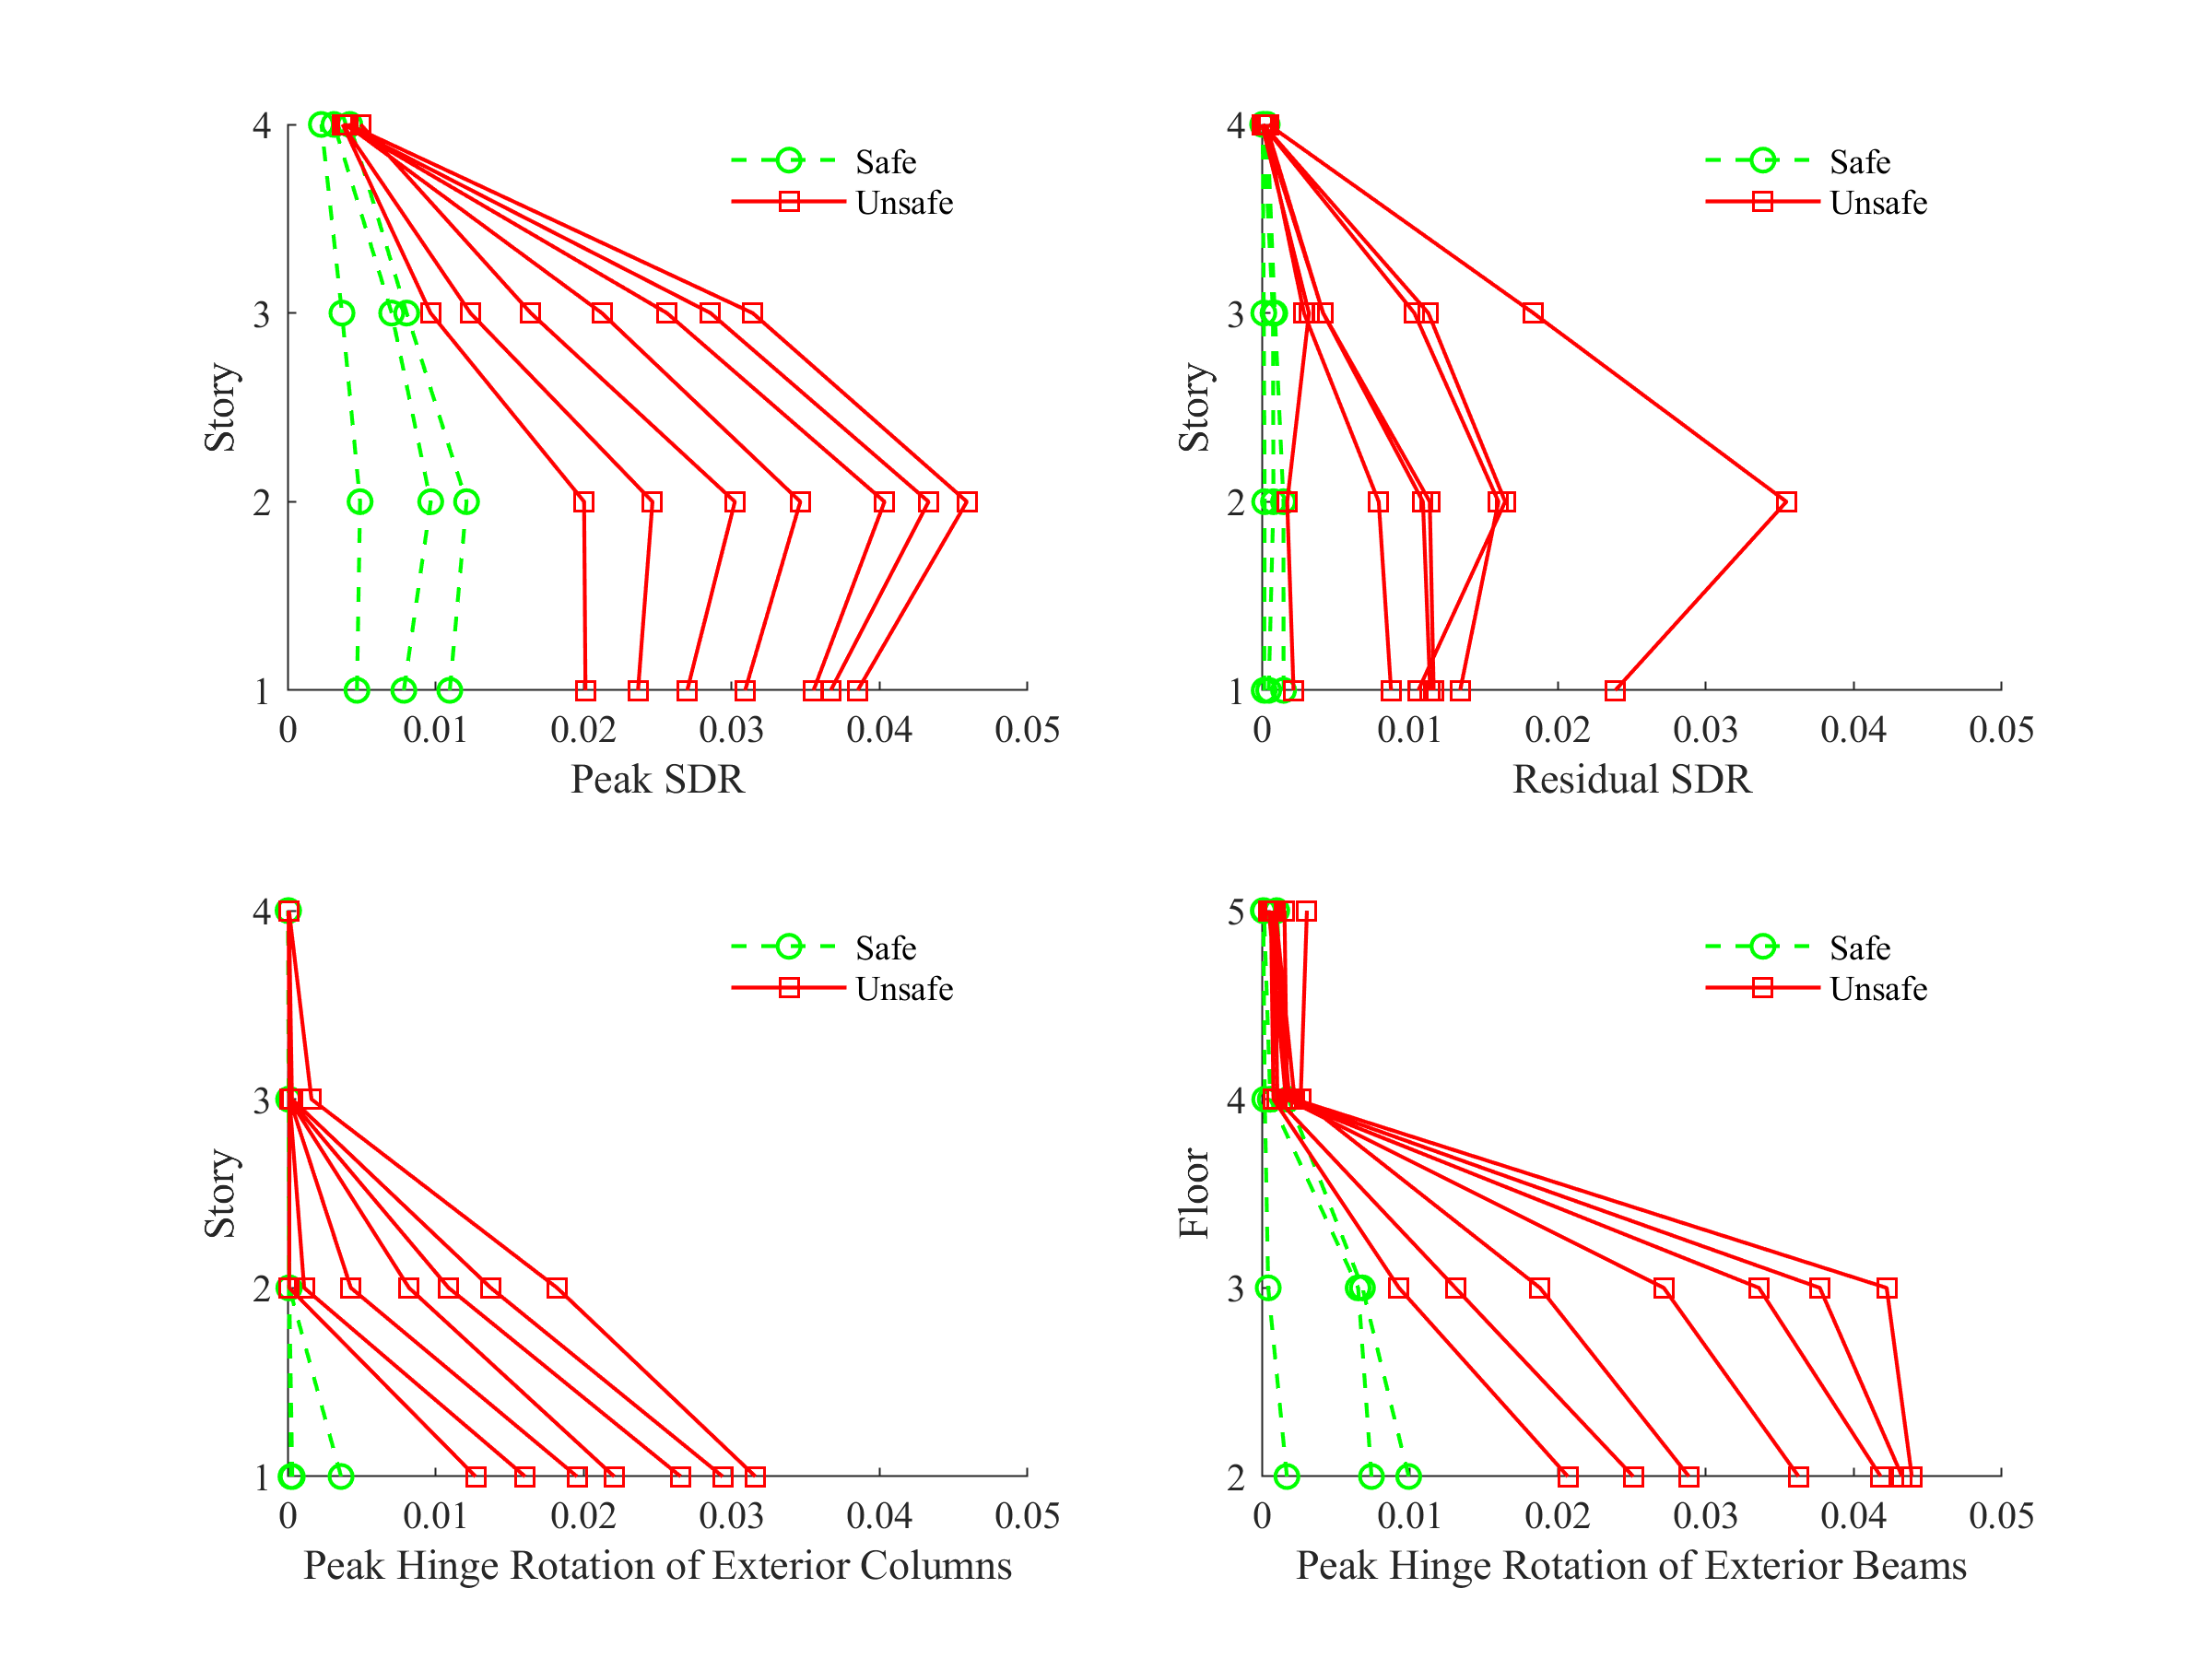 4
3
2
1
Story
0 0.01 0.02 0.03 0.04 0.05
Peak SDR
Safe
Unsafe
4
3
2
1
Story
0 0.01 0.02 0.03 0.04 0.05
Residual SDR
Safe
Unsafe
4
3
2
1
Story
0 0.01 0.02 0.03 0.04 0.05
Peak Hinge Rotation of Exterior Columns
Safe
Unsafe
5
4
3
2
Floor
0 0.01 0.02 0.03 0.04 0.05
Peak Hinge Rotation of Exterior Beams
Safe
Unsafe